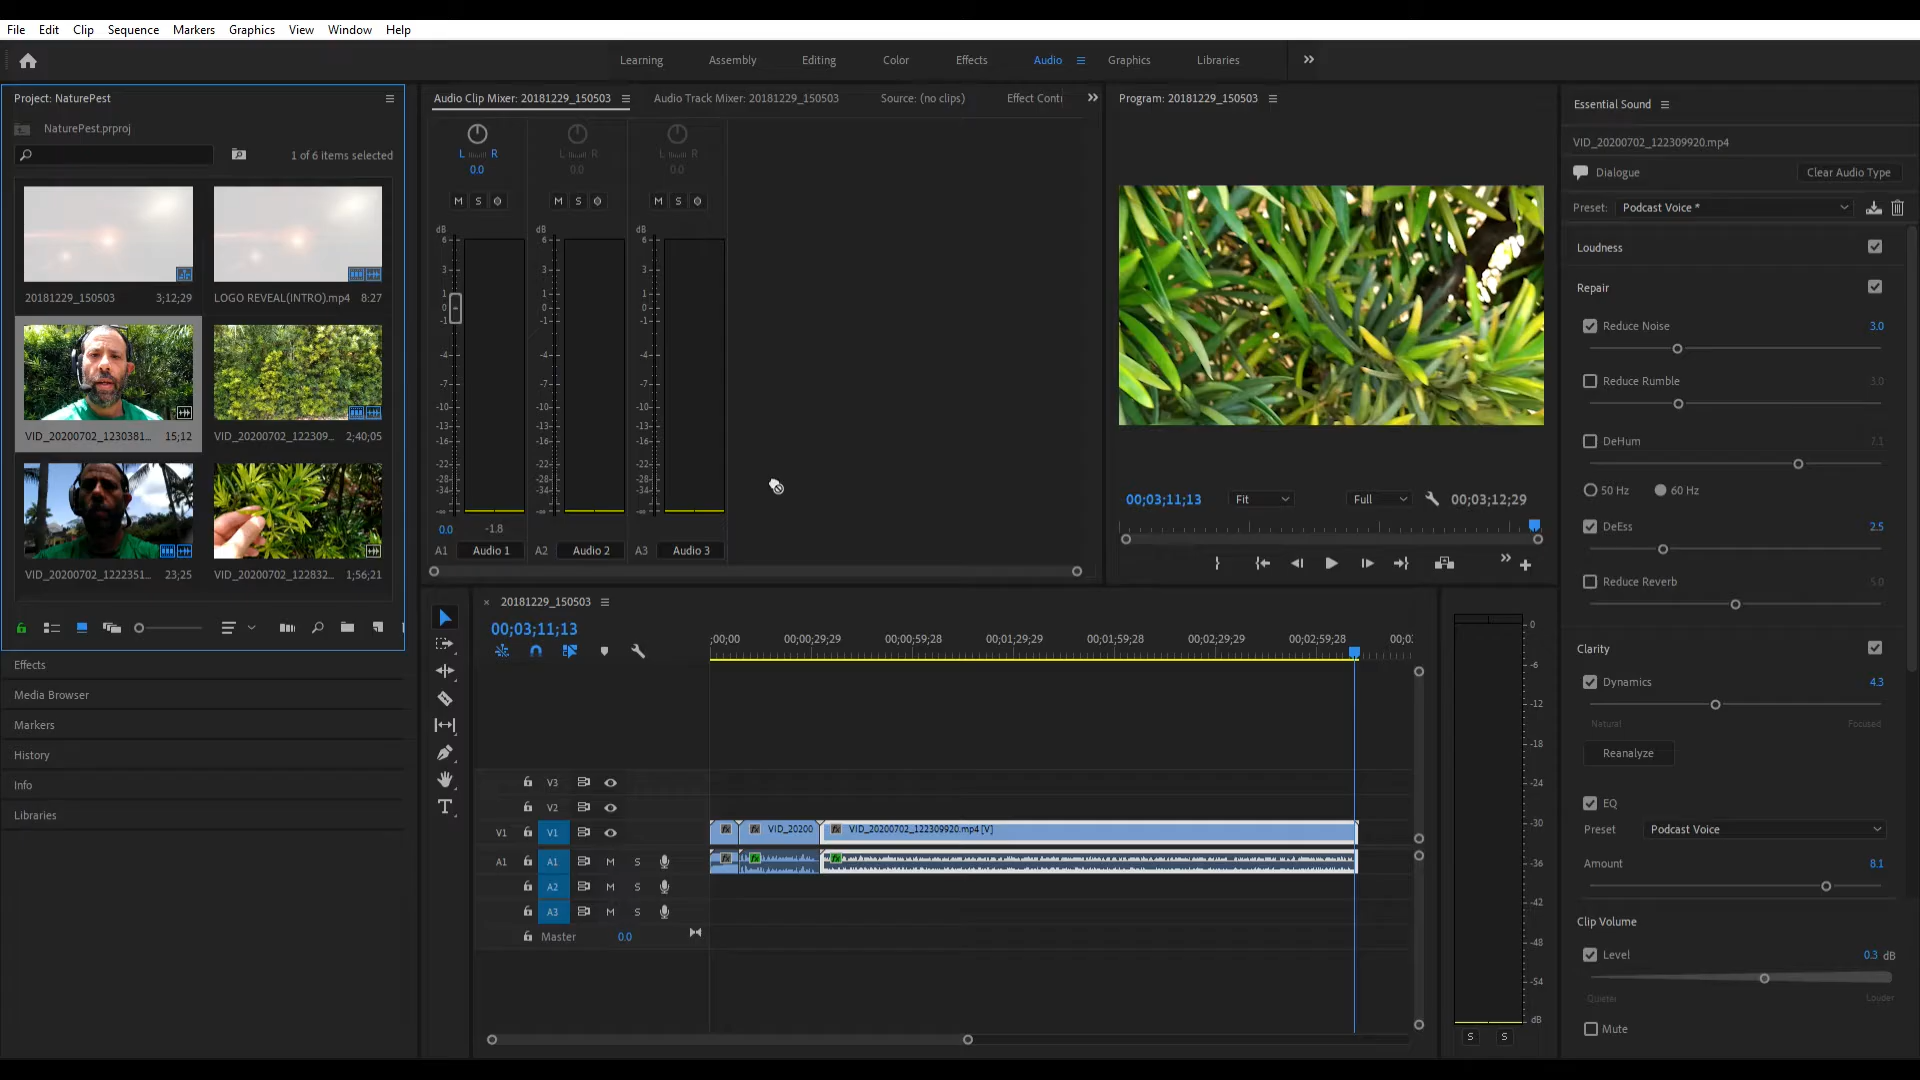 File Edit Clip Sequence Markers Graphics View Window Help
Learning Assembly Editing Color Effects Audio Graphics Libraries
Project: NaturePest
NaturePest.prproj
1 of 6 items selected
20181229_150503 3;12;29
LOGO REVEAL(INTRO).mp4 8:27
VID_20200702_1230381... 15;12
VID_20200702_122309... 2;40;05
VID_20200702_1222351... 23;25
VID_20200702_122832... 1;56;21
Effects
Media Browser
Markers
History
Info
Libraries
Audio Clip Mixer: 20181229_150503
Audio Track Mixer: 20181229_150503
Source: (no clips)
Effect Contr
L R L R L R
0.0 0.0 0.0
M S M S M S
dB dB dB
6 6 6
3 3 3
1 1 1
0 0 0
-1 -1 -1
-4 -4 -4
-7 -7 -7
-10 -10 -10
-13 -13 -13
-16 -16 -16
-22 -22 -22
-28 -28 -28
-34 -34 -34
-∞ -∞ -∞
0.0 -1.8
A1 Audio 1 A2 Audio 2 A3 Audio 3
Program: 20181229_150503
00;03;11;13 Fit Full 00;03;12;29
20181229_150503
00;03;11;13
;00;00 00;00;29;29 00;00;59;28 00;01;29;29 00;01;59;28 00;02;29;29 00;02;59;28 00;0
V3
V2
V1 V1 VID_20200 VID_20200702_122309920.mp4 [V]
A1 A1 M S
A2 M S
A3 M S
Master 0.0
0
-6
-12
-18
-24
-30
-36
-42
-48
-54
dB
S S
Essential Sound
VID_20200702_122309920.mp4
Dialogue Clear Audio Type
Preset: Podcast Voice *
Loudness
Repair
Reduce Noise 3.0
Reduce Rumble 3.0
DeHum 7.1
50 Hz 60 Hz
DeEss 2.5
Reduce Reverb 5.0
Clarity
Dynamics 4.3
Natural Focused
Reanalyze
EQ
Preset Podcast Voice
Amount 8.1
Clip Volume
Level 0.3 dB
Quieter Louder
Mute